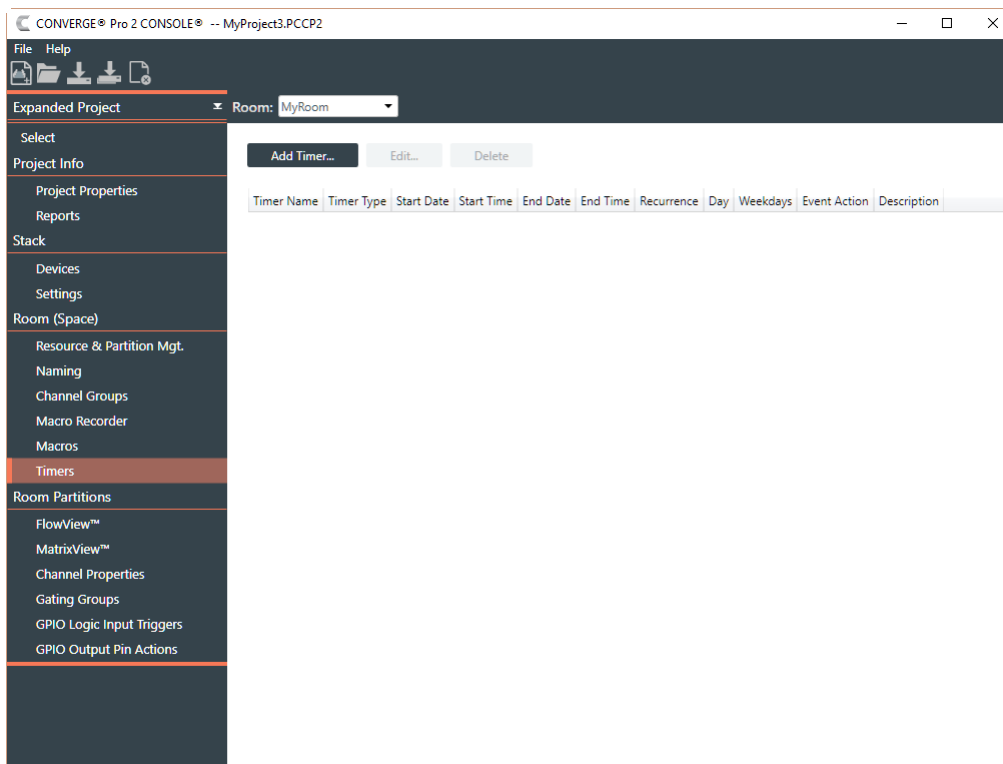 CONVERGE® Pro 2 CONSOLE® -- MyProject3.PCCP2
File Help
Expanded Project
Room: MyRoom
Select
Project Info
Project Properties
Reports
Stack
Devices
Settings
Room (Space)
Resource & Partition Mgt.
Naming
Channel Groups
Macro Recorder
Macros
Timers
Room Partitions
FlowView™
MatrixView™
Channel Properties
Gating Groups
GPIO Logic Input Triggers
GPIO Output Pin Actions
Add Timer... Edit... Delete
Timer Name Timer Type Start Date Start Time End Date End Time Recurrence Day Weekdays Event Action Description